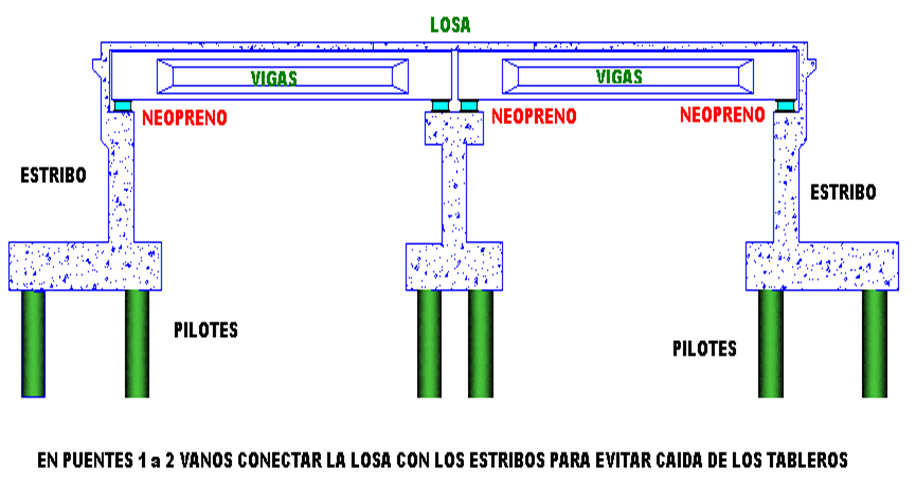 LOSA
VIGAS
VIGAS
NEOPRENO
NEOPRENO
NEOPRENO
ESTRIBO
ESTRIBO
PILOTES
PILOTES
EN PUENTES 1 a 2 VANOS CONECTAR LA LOSA CON LOS ESTRIBOS PARA EVITAR CAIDA DE LOS TABLEROS